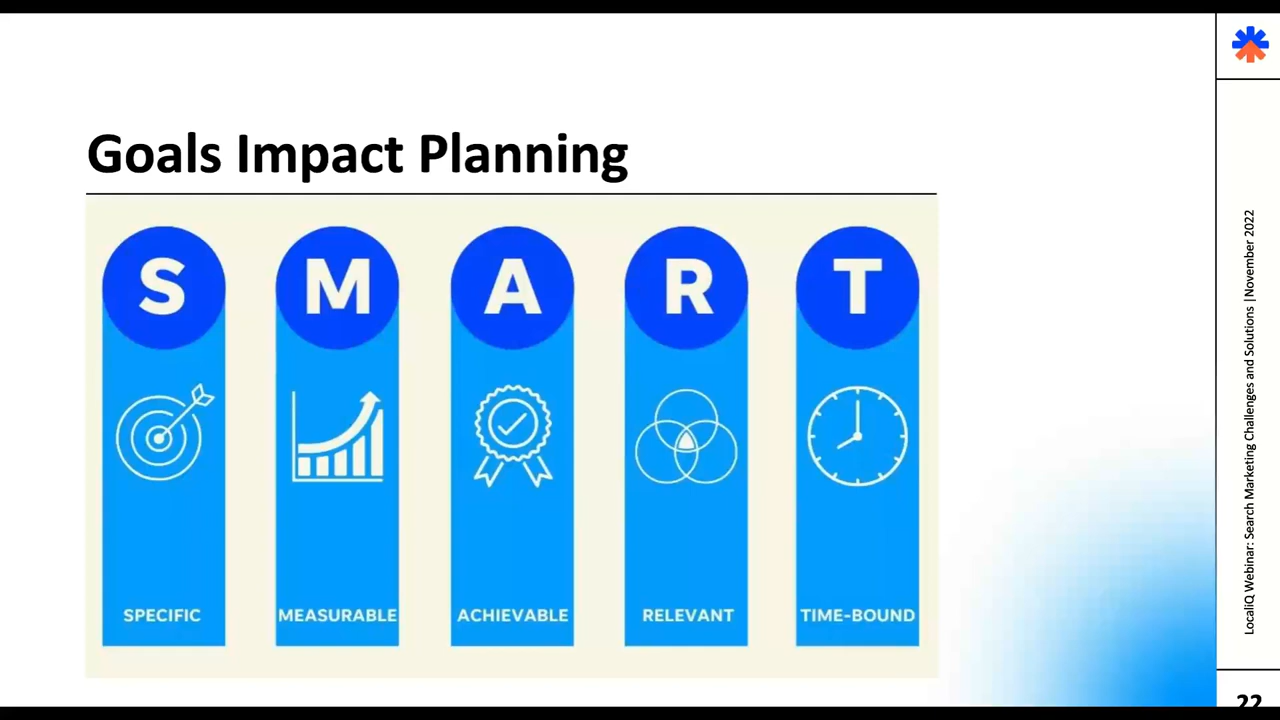 Goals Impact Planning
S M A R T
SPECIFIC MEASURABLE ACHIEVABLE RELEVANT TIME-BOUND
LocaliQ Webinar: Search Marketing Challenges and Solutions | November 2022
22